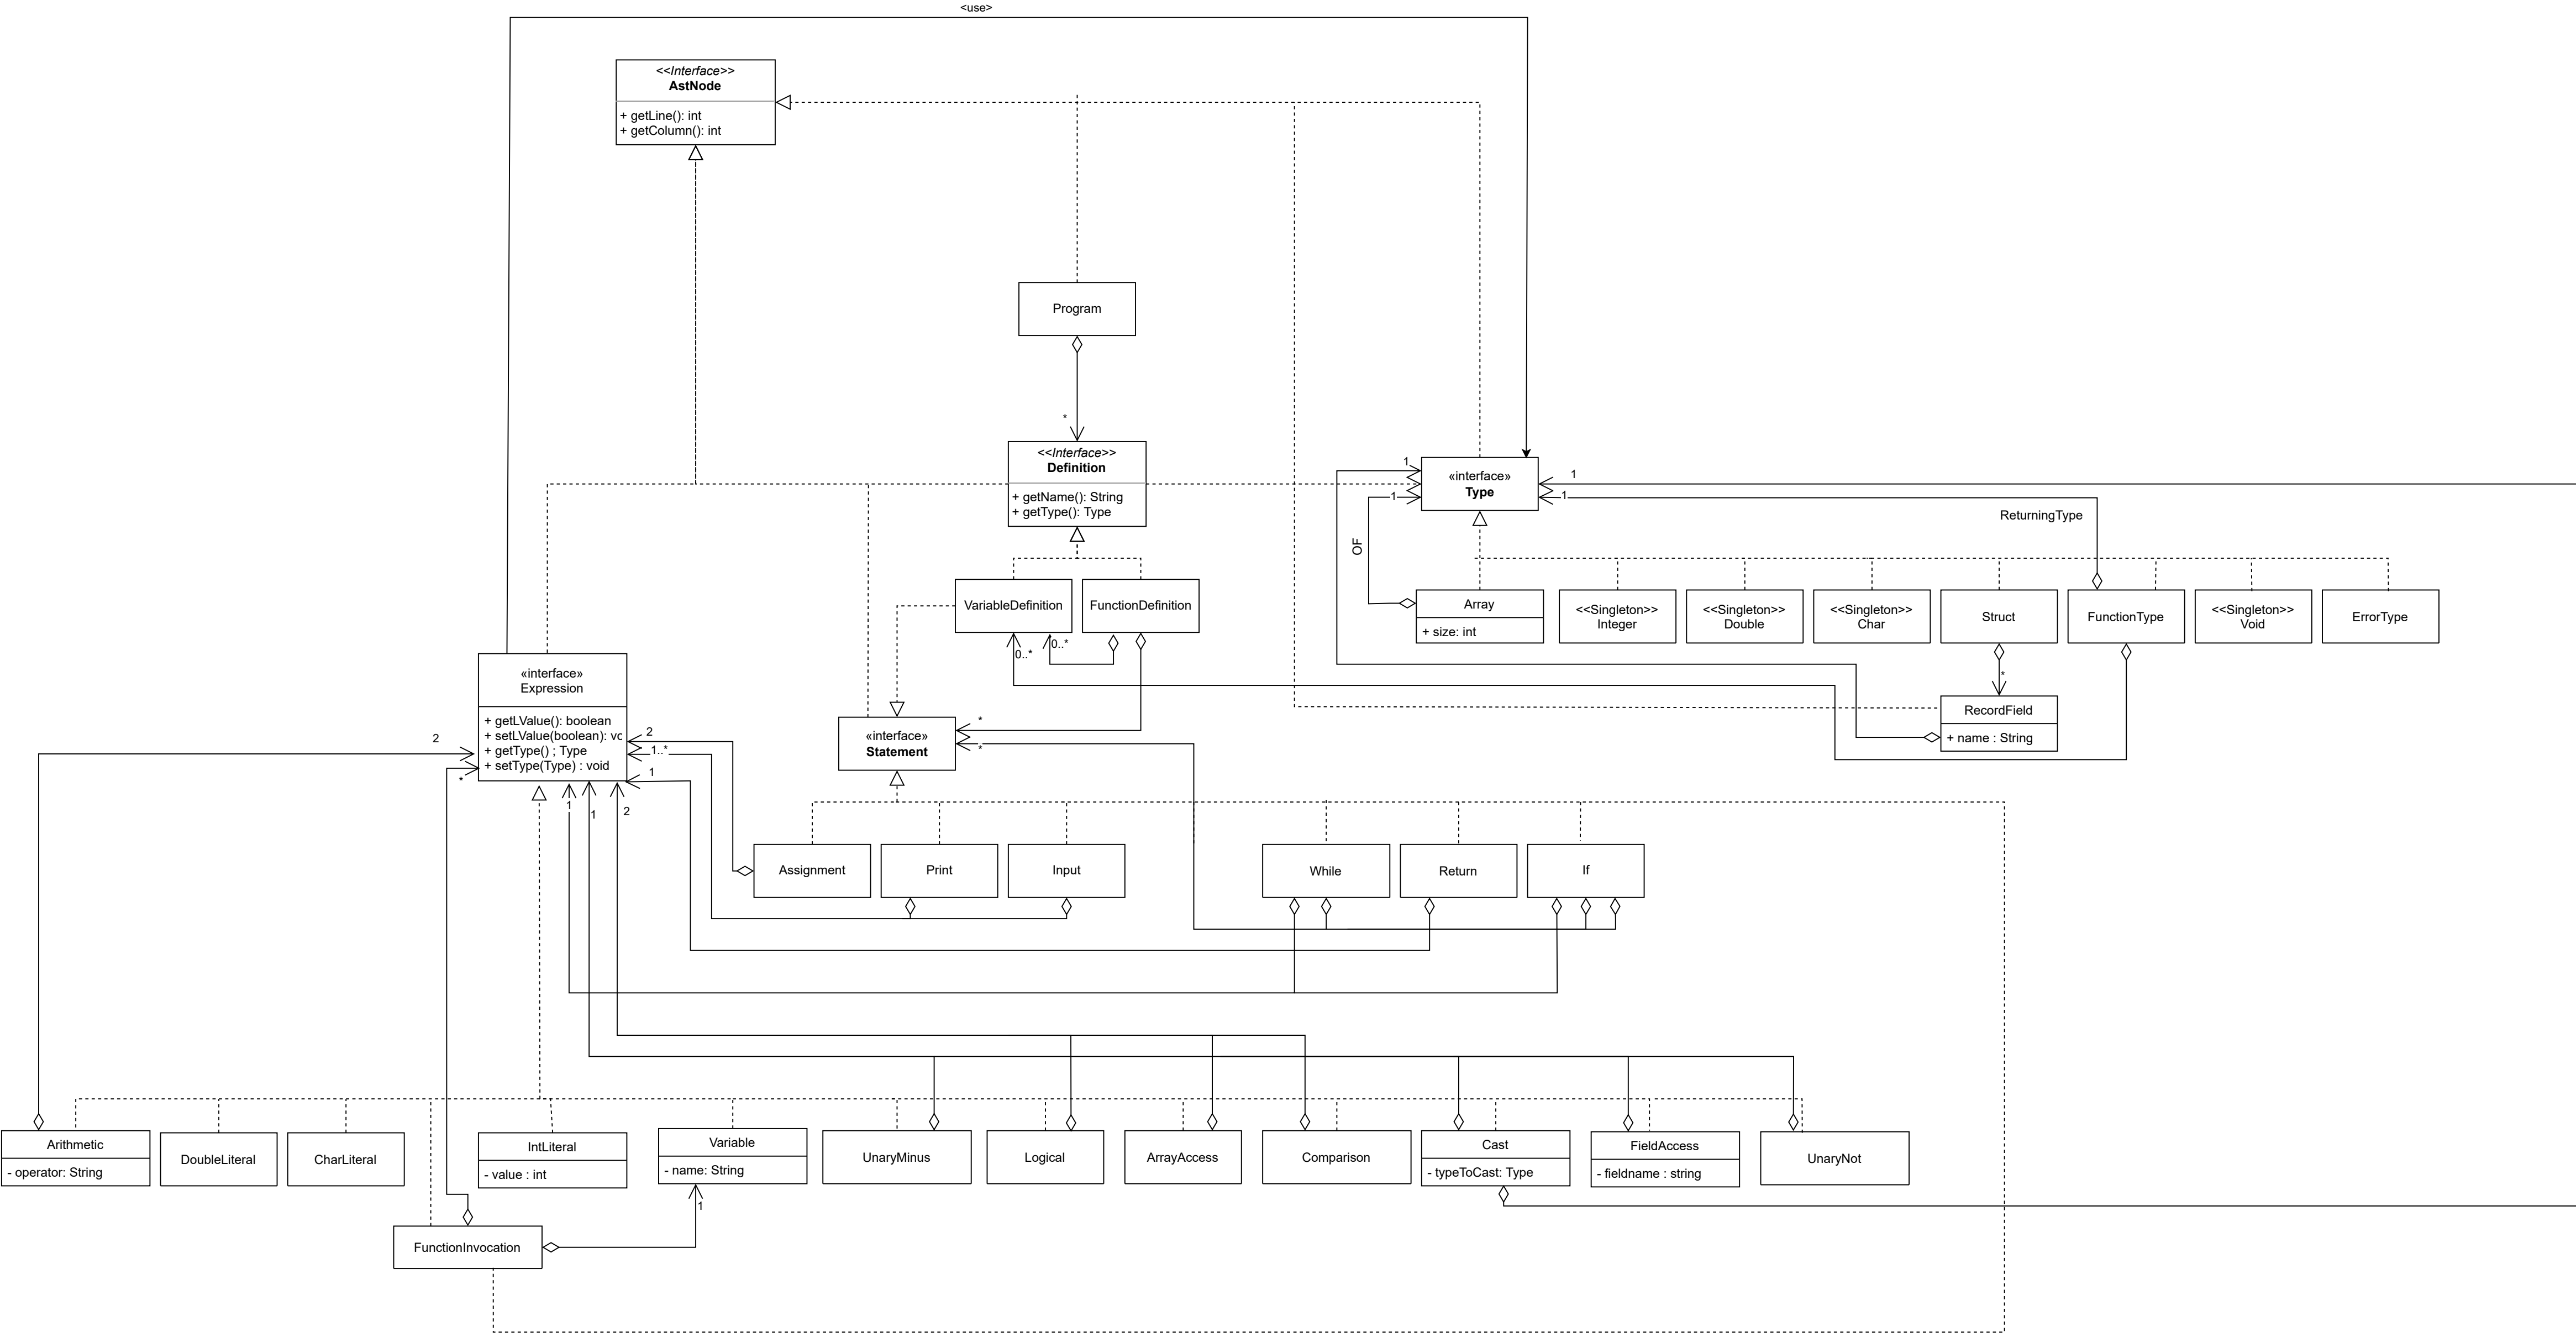 <use>
<<Interface>>
AstNode
+ getLine(): int
+ getColumn(): int
Program
*
<<Interface>>
Definition
+ getName(): String
+ getType(): Type
1
1
«interface»
Type
1
1
ReturningType
OF
VariableDefinition
FunctionDefinition
0..*
0..*
Array
+ size: int
<<Singleton>>
Integer
<<Singleton>>
Double
<<Singleton>>
Char
Struct
FunctionType
<<Singleton>>
Void
ErrorType
*
RecordField
+ name : String
«interface»
Expression
+ getLValue(): boolean
+ setLValue(boolean): vc
+ getType() ; Type
+ setType(Type) : void
2
*
2
1..*
1
1
1
2
«interface»
Statement
*
*
Assignment
Print
Input
While
Return
If
Arithmetic
- operator: String
DoubleLiteral
CharLiteral
IntLiteral
- value : int
Variable
- name: String
UnaryMinus
Logical
ArrayAccess
Comparison
Cast
- typeToCast: Type
FieldAccess
- fieldname : string
UnaryNot
1
FunctionInvocation